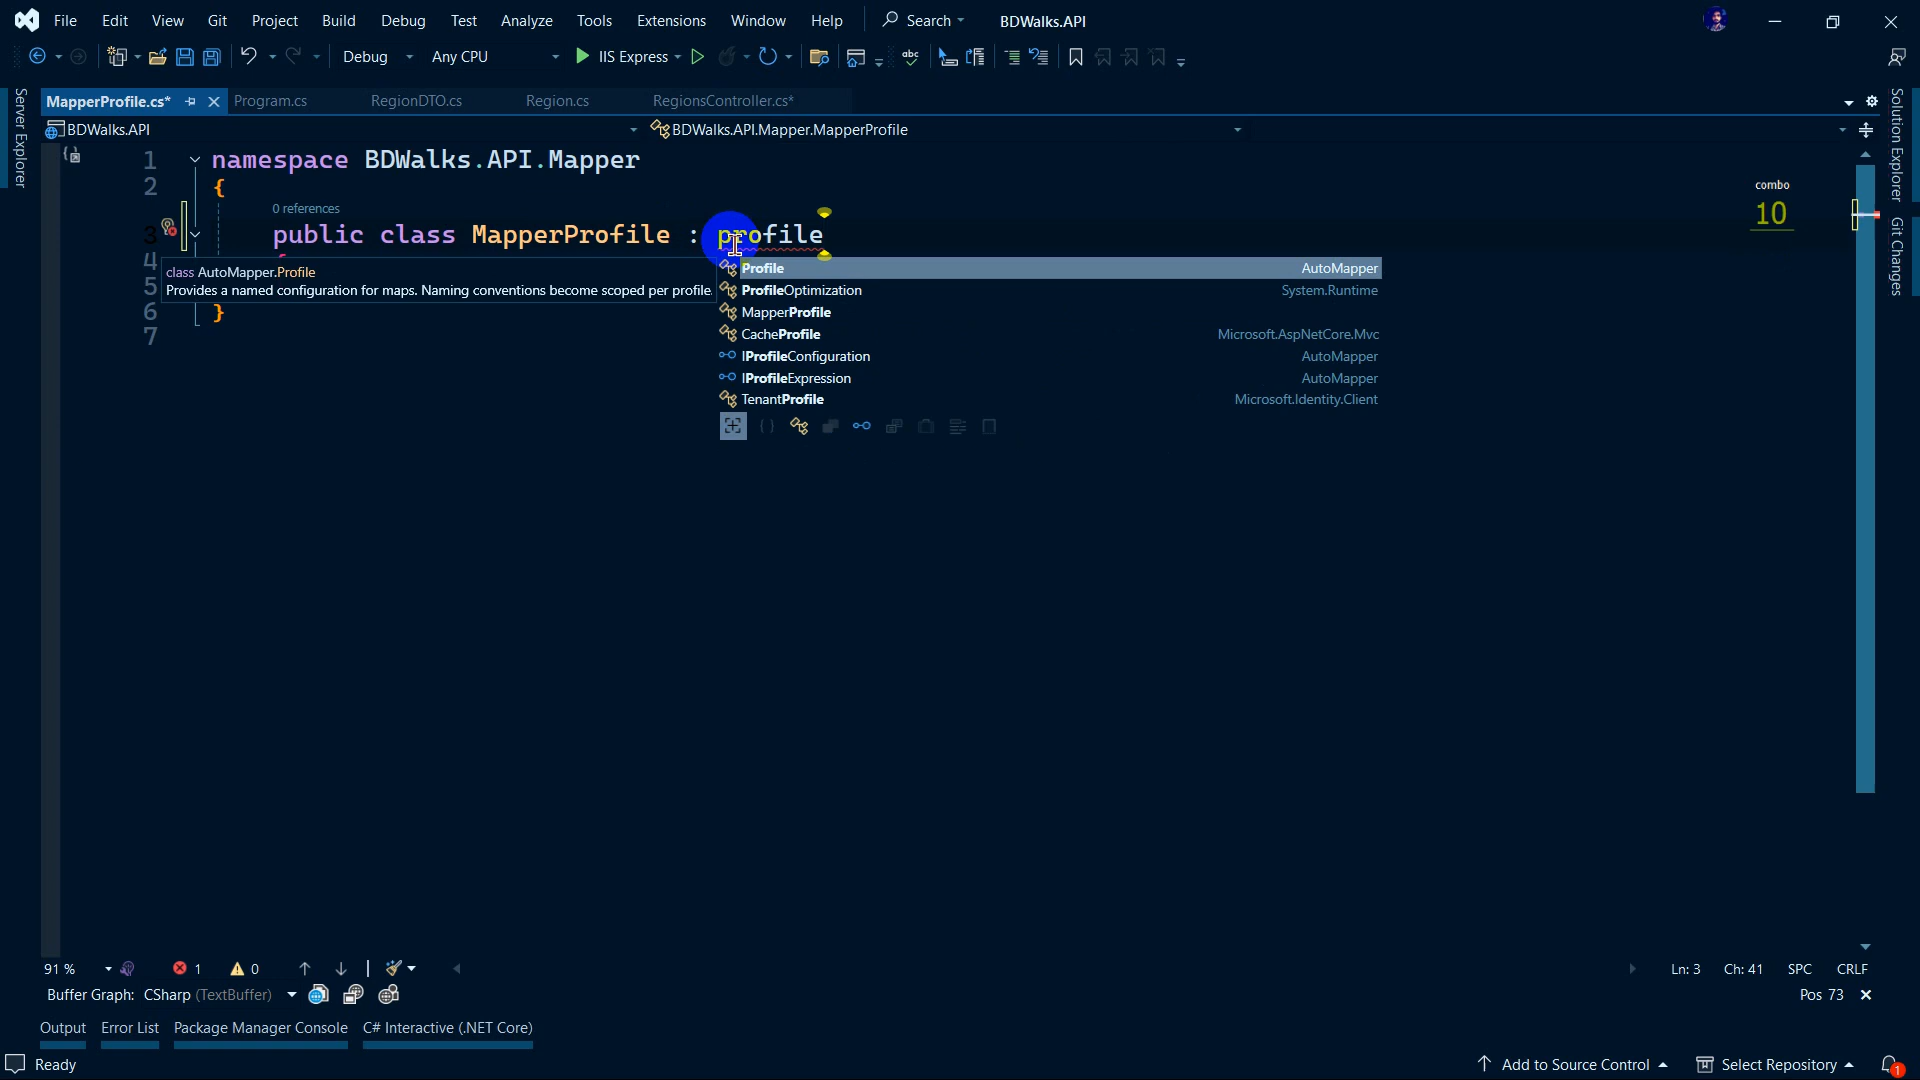 File Edit View Git Project Build Debug Test Analyze Tools Extensions Window Help Search BDWalks.API
Debug Any CPU IIS Express
MapperProfile.cs* Program.cs RegionDTO.cs Region.cs RegionsController.cs*
BDWalks.API BDWalks.API.Mapper.MapperProfile
Server Explorer
Solution Explorer
Git Changes
1 namespace BDWalks.API.Mapper
2 {
0 references
3 public class MapperProfile : profile
4
5
6 }
7
class AutoMapper.Profile
Provides a named configuration for maps. Naming conventions become scoped per profile.
Profile AutoMapper
ProfileOptimization System.Runtime
MapperProfile
CacheProfile Microsoft.AspNetCore.Mvc
IProfileConfiguration AutoMapper
IProfileExpression AutoMapper
TenantProfile Microsoft.Identity.Client
combo
10
91 % 1 0 Ln: 3 Ch: 41 SPC CRLF
Buffer Graph: CSharp (TextBuffer) Pos 73
Output Error List Package Manager Console C# Interactive (.NET Core)
Ready Add to Source Control Select Repository 1